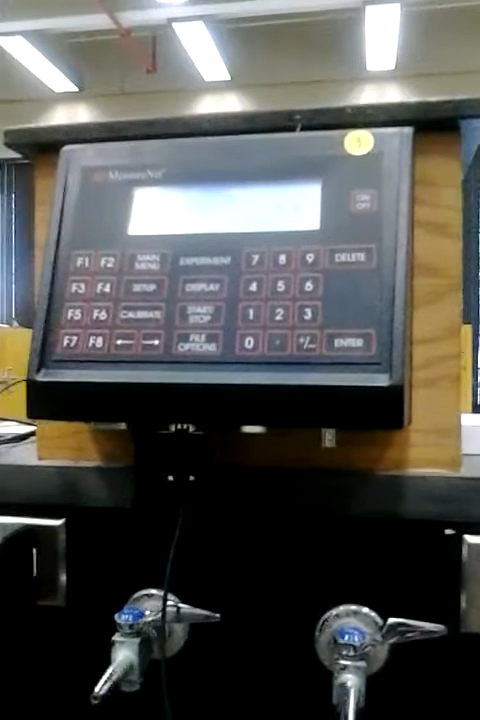 MeasureNet
ON
OFF
F1 F2 MAIN MENU EXPERIMENT 7 8 9 DELETE
F3 F4 SETUP DISPLAY 4 5 6
F5 F6 CALIBRATE START/STOP 1 2 3
F7 F8 FILE OPTIONS 0 . +/- ENTER